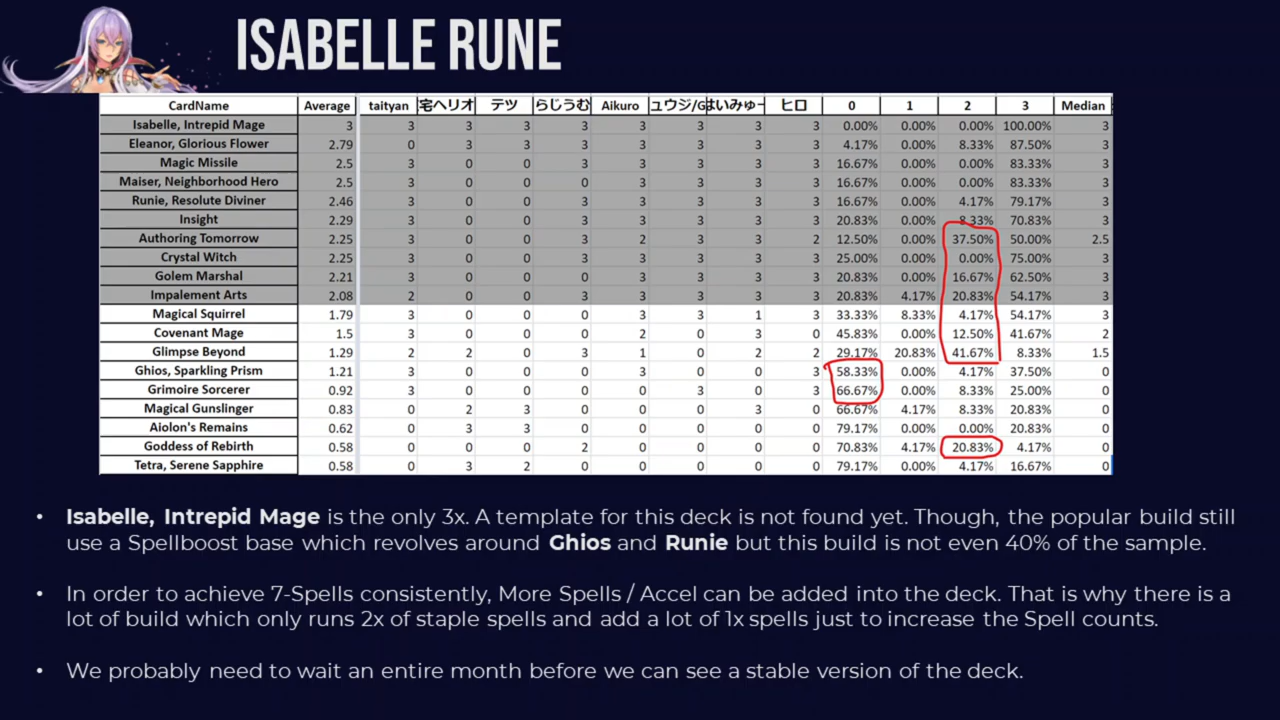 ISABELLE RUNE
CardName Average taityan 宅ヘリオ テツ らじうむ Aikuro ュウジ/G はいみゅー ヒロ 0 1 2 3 Median
Isabelle, Intrepid Mage 3 3 3 3 3 3 3 3 3 0.00% 0.00% 0.00% 100.00% 3
Eleanor, Glorious Flower 2.79 0 3 3 3 3 3 3 3 4.17% 0.00% 8.33% 87.50% 3
Magic Missile 2.5 3 0 0 3 3 3 3 3 16.67% 0.00% 0.00% 83.33% 3
Maiser, Neighborhood Hero 2.5 3 0 0 3 3 3 3 3 16.67% 0.00% 0.00% 83.33% 3
Runie, Resolute Diviner 2.46 3 0 0 3 3 3 3 3 16.67% 0.00% 4.17% 79.17% 3
Insight 2.29 3 0 0 3 3 3 3 3 20.83% 0.00% 8.33% 70.83% 3
Authoring Tomorrow 2.25 3 0 0 3 2 3 3 2 12.50% 0.00% 37.50% 50.00% 2.5
Crystal Witch 2.25 3 0 0 3 3 3 3 3 25.00% 0.00% 0.00% 75.00% 3
Golem Marshal 2.21 3 0 0 0 3 3 3 3 20.83% 0.00% 16.67% 62.50% 3
Impalement Arts 2.08 2 0 0 3 3 3 3 3 20.83% 4.17% 20.83% 54.17% 3
Magical Squirrel 1.79 3 0 0 0 3 3 1 3 33.33% 8.33% 4.17% 54.17% 3
Covenant Mage 1.5 3 0 0 0 2 0 3 0 45.83% 0.00% 12.50% 41.67% 2
Glimpse Beyond 1.29 2 2 0 3 1 0 2 2 29.17% 20.83% 41.67% 8.33% 1.5
Ghios, Sparkling Prism 1.21 3 0 0 0 3 0 0 3 58.33% 0.00% 4.17% 37.50% 0
Grimoire Sorcerer 0.92 3 0 0 0 0 3 0 3 66.67% 0.00% 8.33% 25.00% 0
Magical Gunslinger 0.83 0 2 3 0 0 0 3 0 66.67% 4.17% 8.33% 20.83% 0
Aiolon's Remains 0.62 0 3 3 0 0 0 0 0 79.17% 0.00% 0.00% 20.83% 0
Goddess of Rebirth 0.58 0 0 0 2 0 0 0 0 70.83% 4.17% 20.83% 4.17% 0
Tetra, Serene Sapphire 0.58 0 3 2 0 0 0 0 0 79.17% 0.00% 4.17% 16.67% 0
• Isabelle, Intrepid Mage is the only 3x. A template for this deck is not found yet. Though, the popular build still
use a Spellboost base which revolves around Ghios and Runie but this build is not even 40% of the sample.
• In order to achieve 7-Spells consistently, More Spells / Accel can be added into the deck. That is why there is a
lot of build which only runs 2x of staple spells and add a lot of 1x spells just to increase the Spell counts.
• We probably need to wait an entire month before we can see a stable version of the deck.